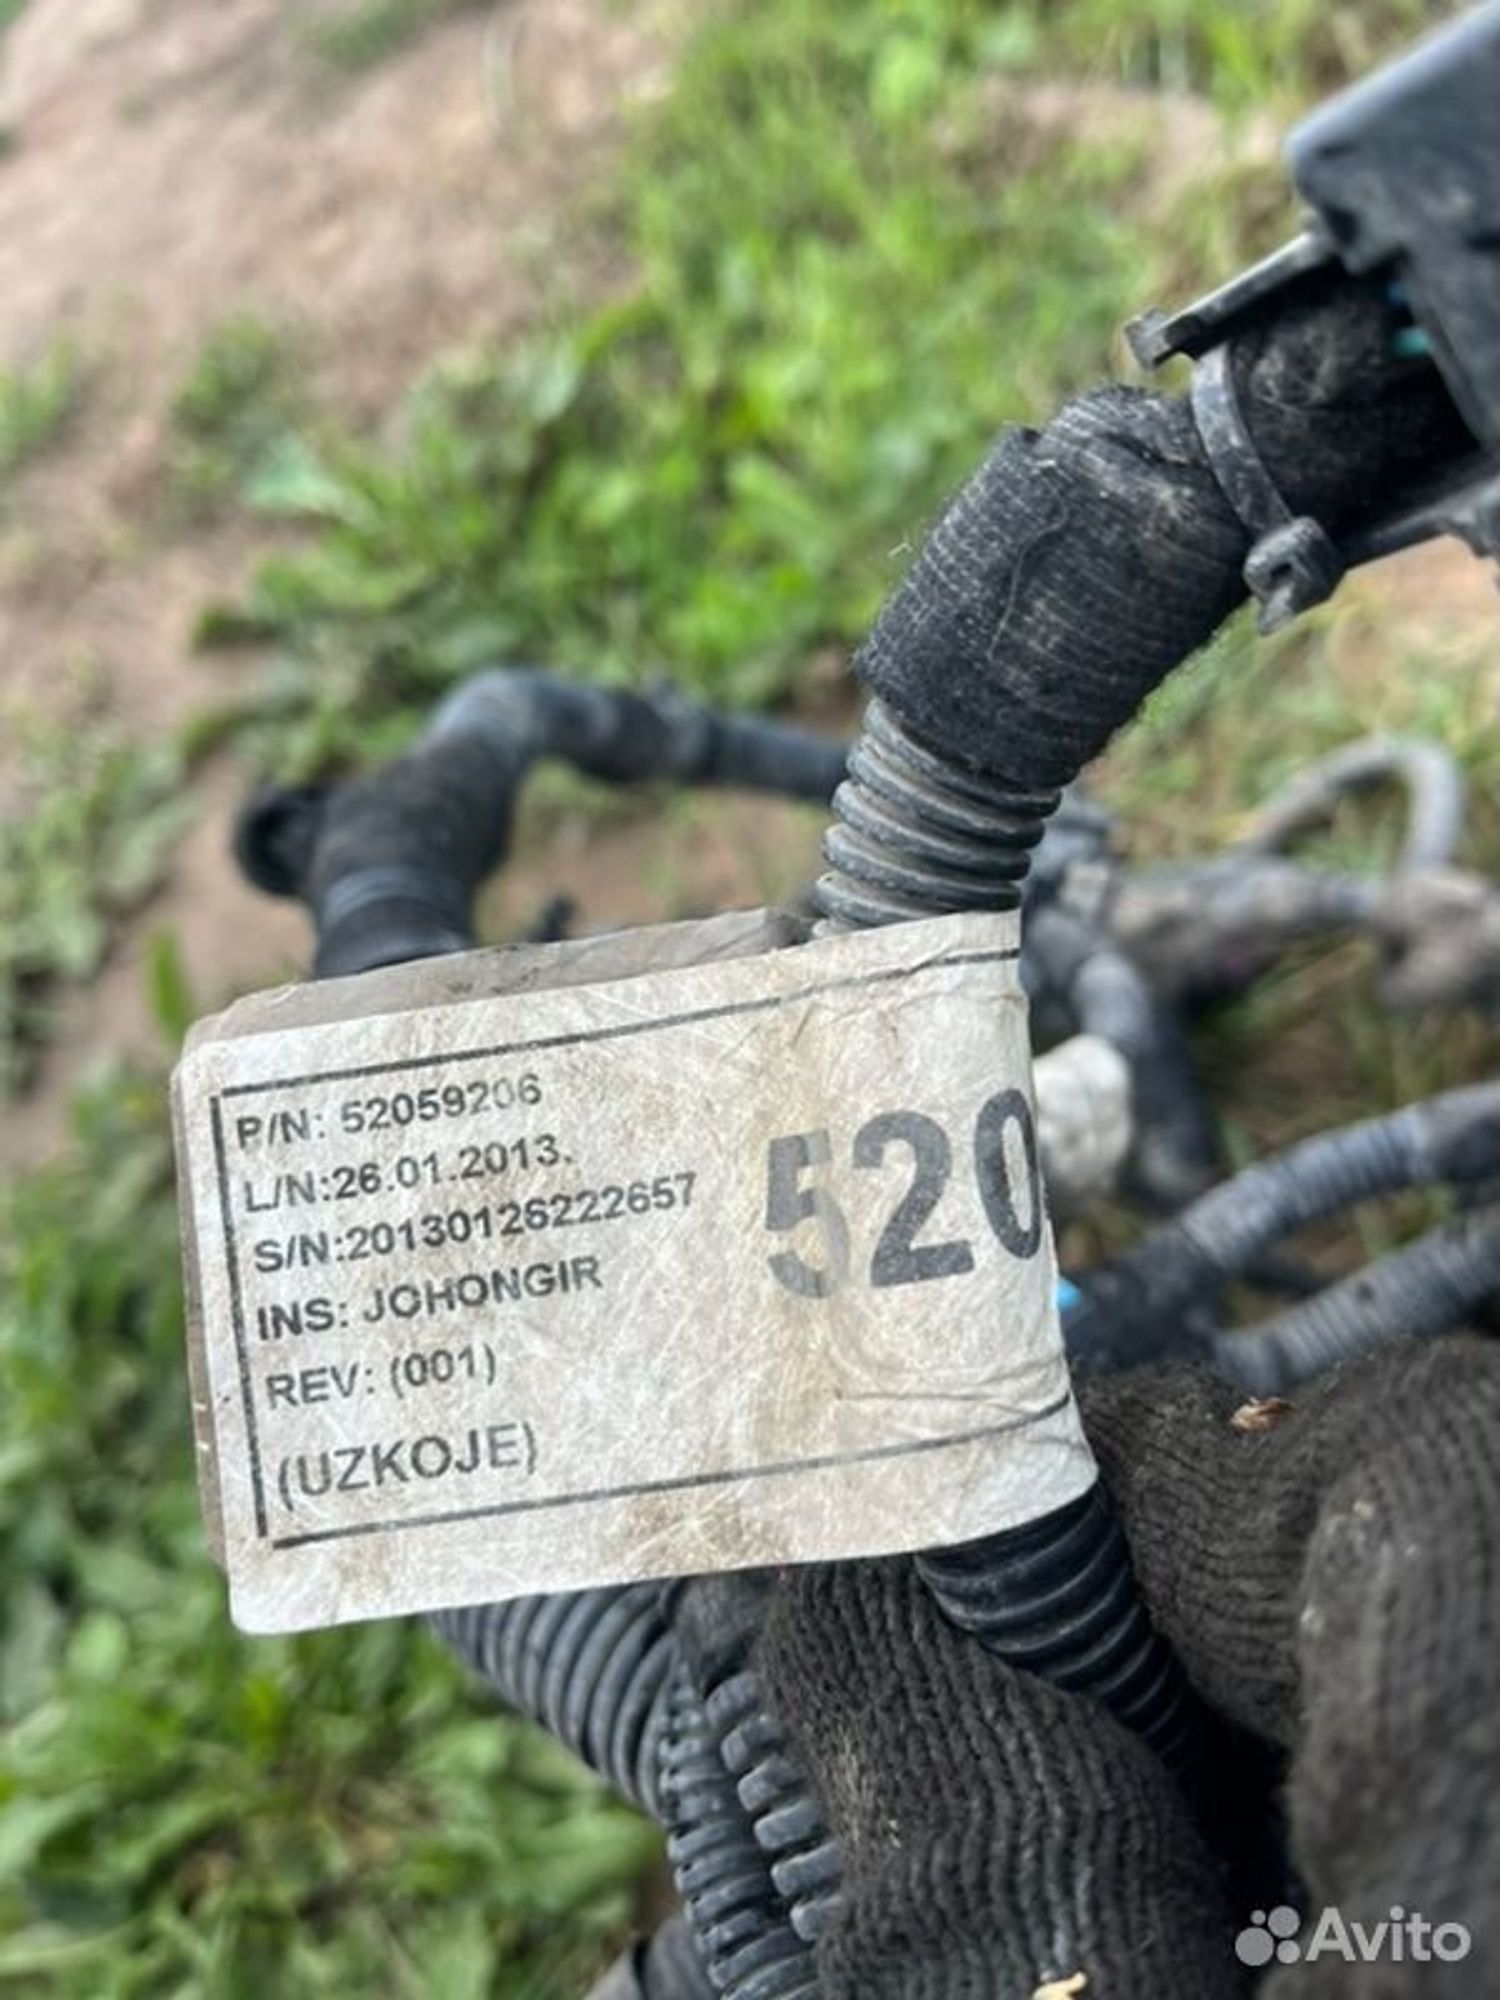 P/N: 52059206
L/N:26.01.2013.
S/N:20130126222657
INS: JOHONGIR
REV: (001)
(UZKOJE)
520
Avito